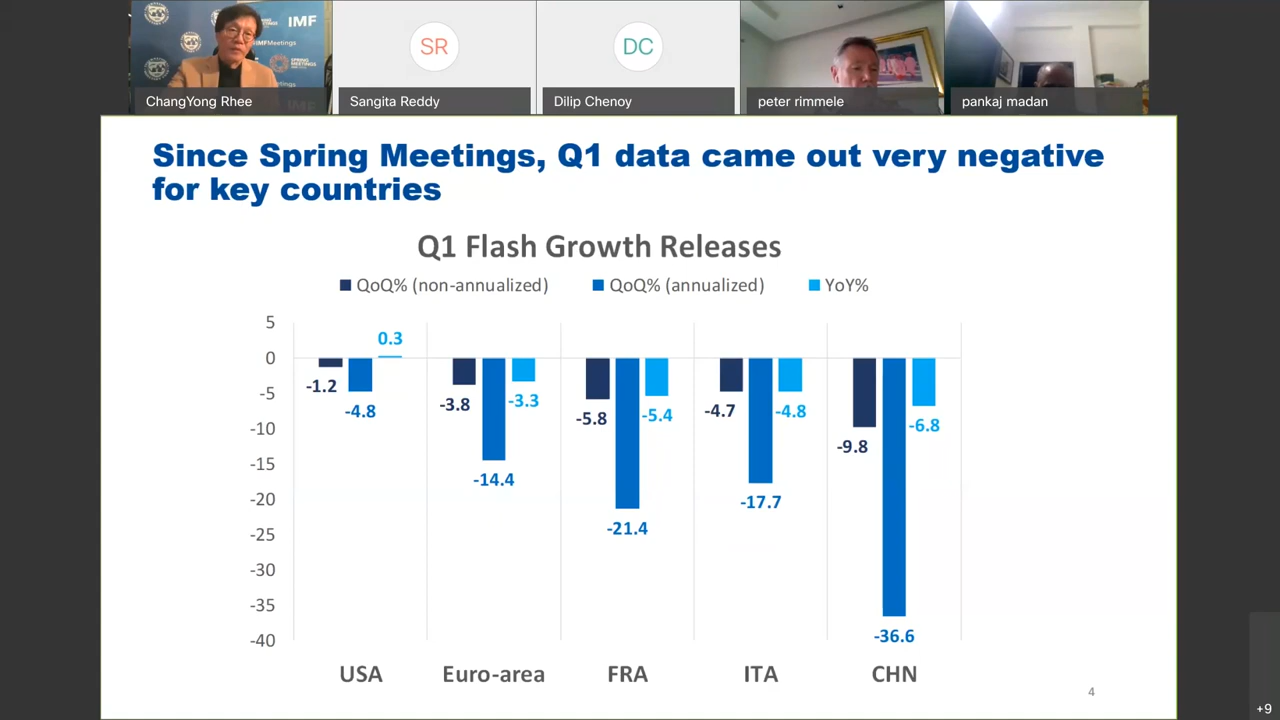 IMF
#IMFMeetings
SPRING
MEETINGS
SR
DC
ChangYong Rhee
Sangita Reddy
Dilip Chenoy
peter rimmele
pankaj madan
Since Spring Meetings, Q1 data came out very negative
for key countries
Q1 Flash Growth Releases
QoQ% (non-annualized) QoQ% (annualized) YoY%
5
0
-5
-10
-15
-20
-25
-30
-35
-40
-1.2
-4.8
0.3
-3.8
-14.4
-3.3
-5.8
-21.4
-5.4
-4.7
-17.7
-4.8
-9.8
-36.6
-6.8
USA Euro-area FRA ITA CHN
4
+9